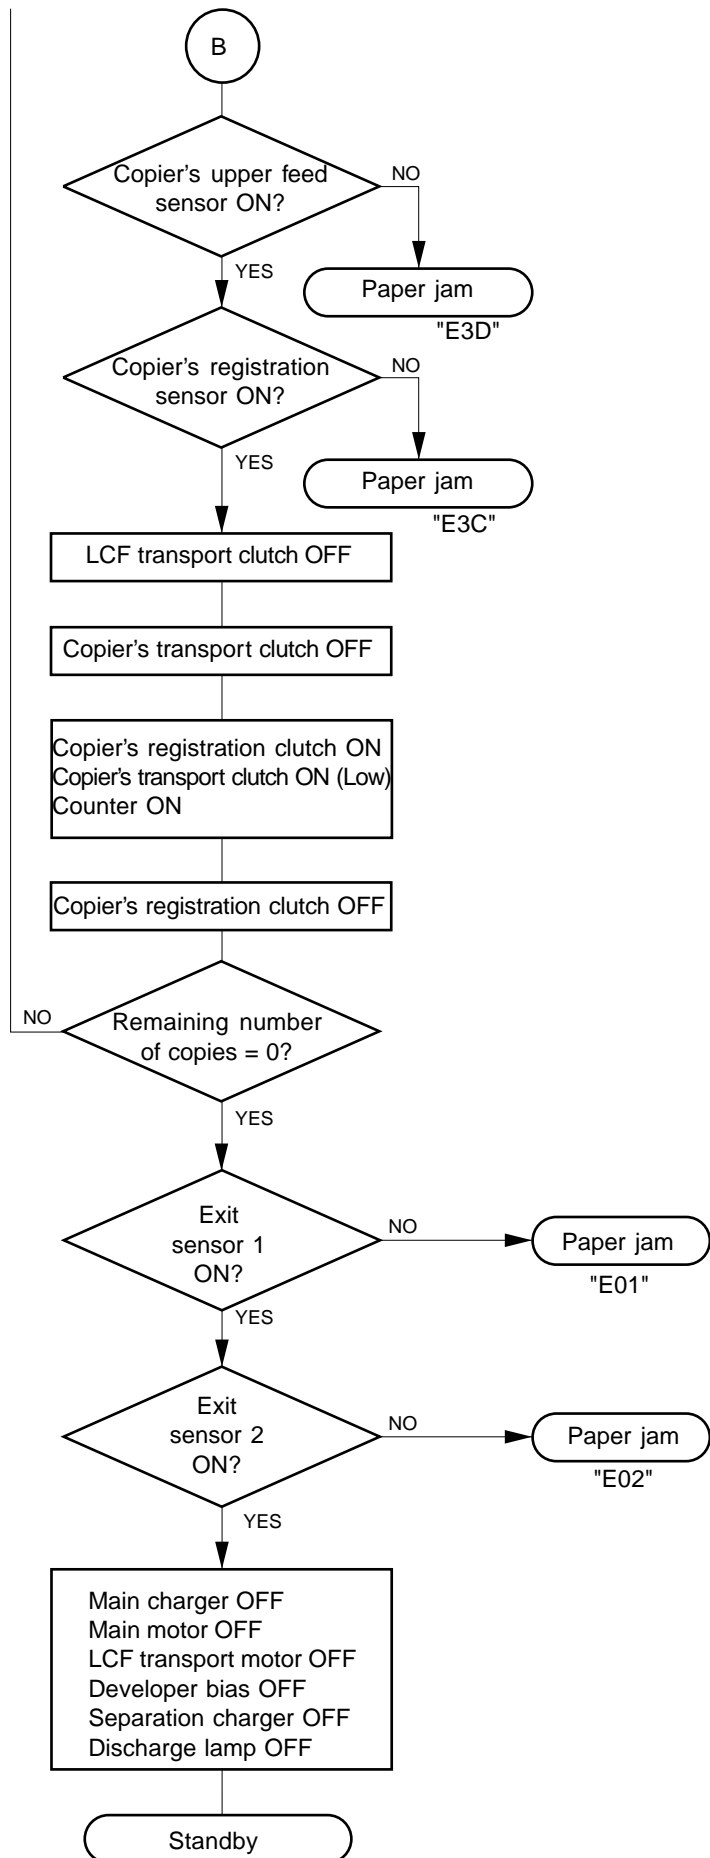 B
Copier's upper feed
sensor ON?
NO
YES
Paper jam
"E3D"
Copier's registration
sensor ON?
NO
YES
Paper jam
"E3C"
LCF transport clutch OFF
Copier's transport clutch OFF
Copier's registration clutch ON
Copier's transport clutch ON (Low)
Counter ON
Copier's registration clutch OFF
NO
Remaining number
of copies = 0?
YES
Exit
sensor 1
ON?
NO
Paper jam
"E01"
YES
Exit
sensor 2
ON?
NO
Paper jam
"E02"
YES
Main charger OFF
Main motor OFF
LCF transport motor OFF
Developer bias OFF
Separation charger OFF
Discharge lamp OFF
Standby